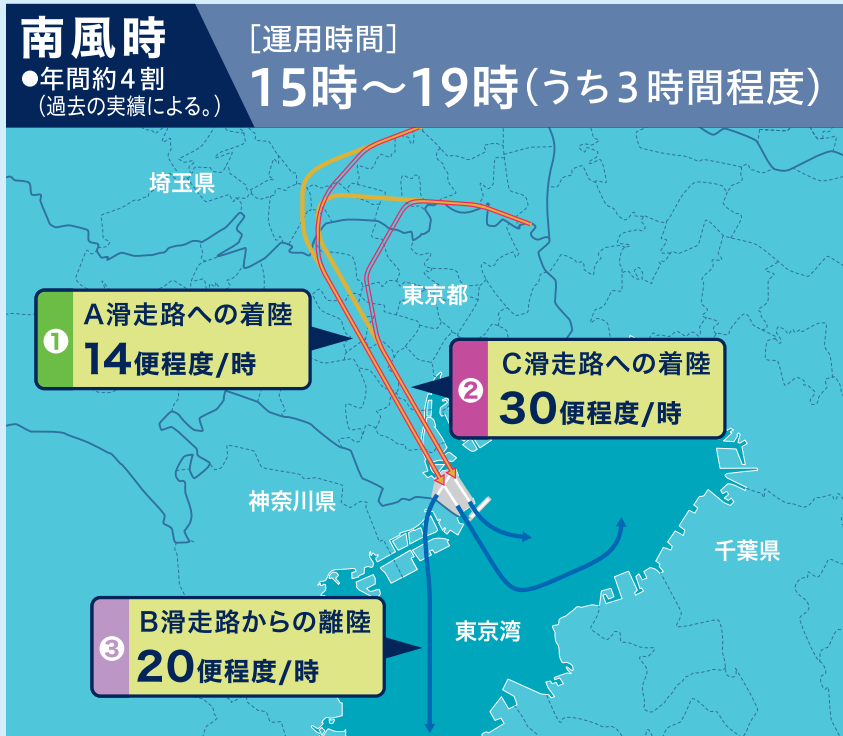 南風時
●年間約4割
（過去の実績による。）
［運用時間］
15時～19時（うち3時間程度）
埼玉県
東京都
❶
A滑走路への着陸
14便程度/時
❷
C滑走路への着陸
30便程度/時
神奈川県
千葉県
東京湾
❸
B滑走路からの離陸
20便程度/時